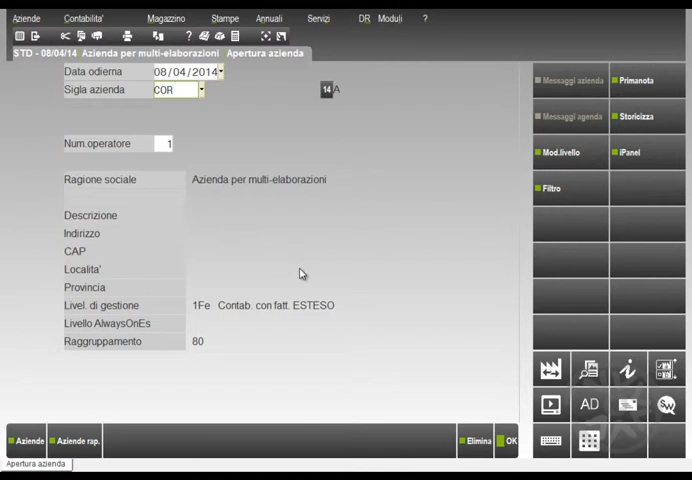 Aziende Contabilita' Magazzino Stampe Annuali Servizi DR Moduli ?
STD - 08/04/14 Azienda per multi-elaborazioni Apertura azienda
Data odierna 08/04/2014
Sigla azienda COR 14 A
Num.operatore 1
Ragione sociale Azienda per multi-elaborazioni
Descrizione
Indirizzo
CAP
Localita'
Provincia
Livel. di gestione 1Fe Contab. con fatt. ESTESO
Livello AlwaysOnEs
Raggruppamento 80
Messaggi azienda Primanota
Messaggi agenda Storicizza
Mod.livello iPanel
Filtro
i
AD SW
Aziende Aziende rap. Elimina OK
Apertura azienda